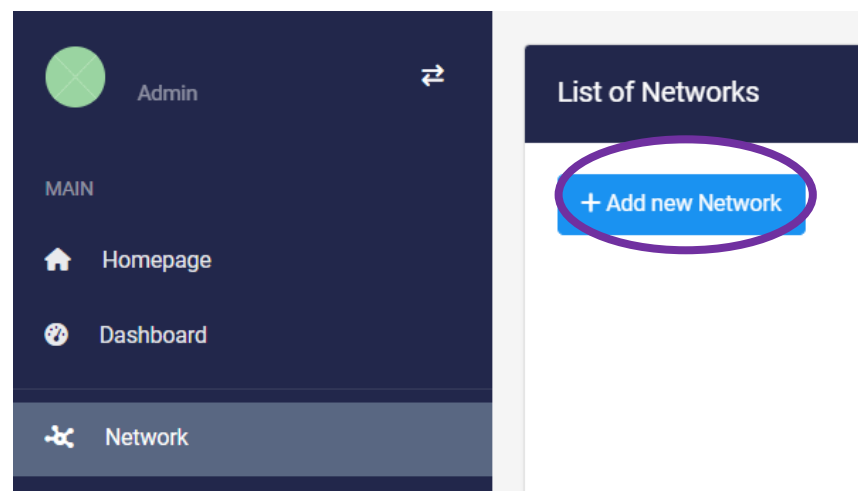 Admin
MAIN
Homepage
Dashboard
Network
List of Networks
+ Add new Network